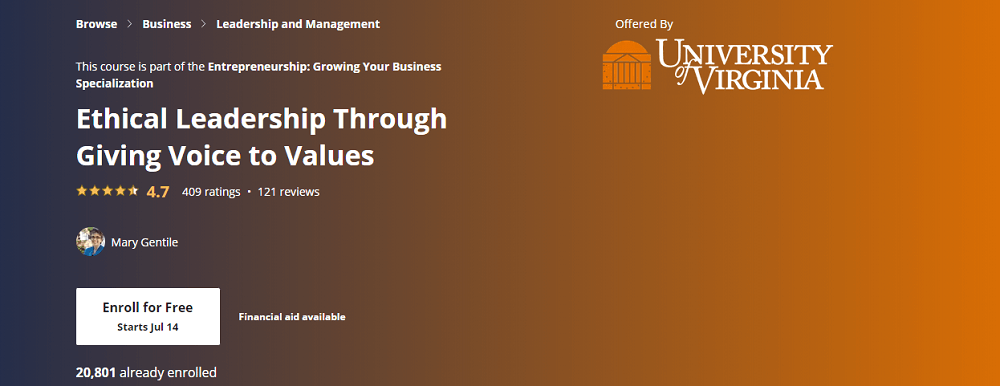 Browse > Business > Leadership and Management
Offered By
UNIVERSITY
of VIRGINIA
This course is part of the Entrepreneurship: Growing Your Business
Specialization
Ethical Leadership Through
Giving Voice to Values
4.7 409 ratings • 121 reviews
Mary Gentile
Enroll for Free
Starts Jul 14
Financial aid available
20,801 already enrolled